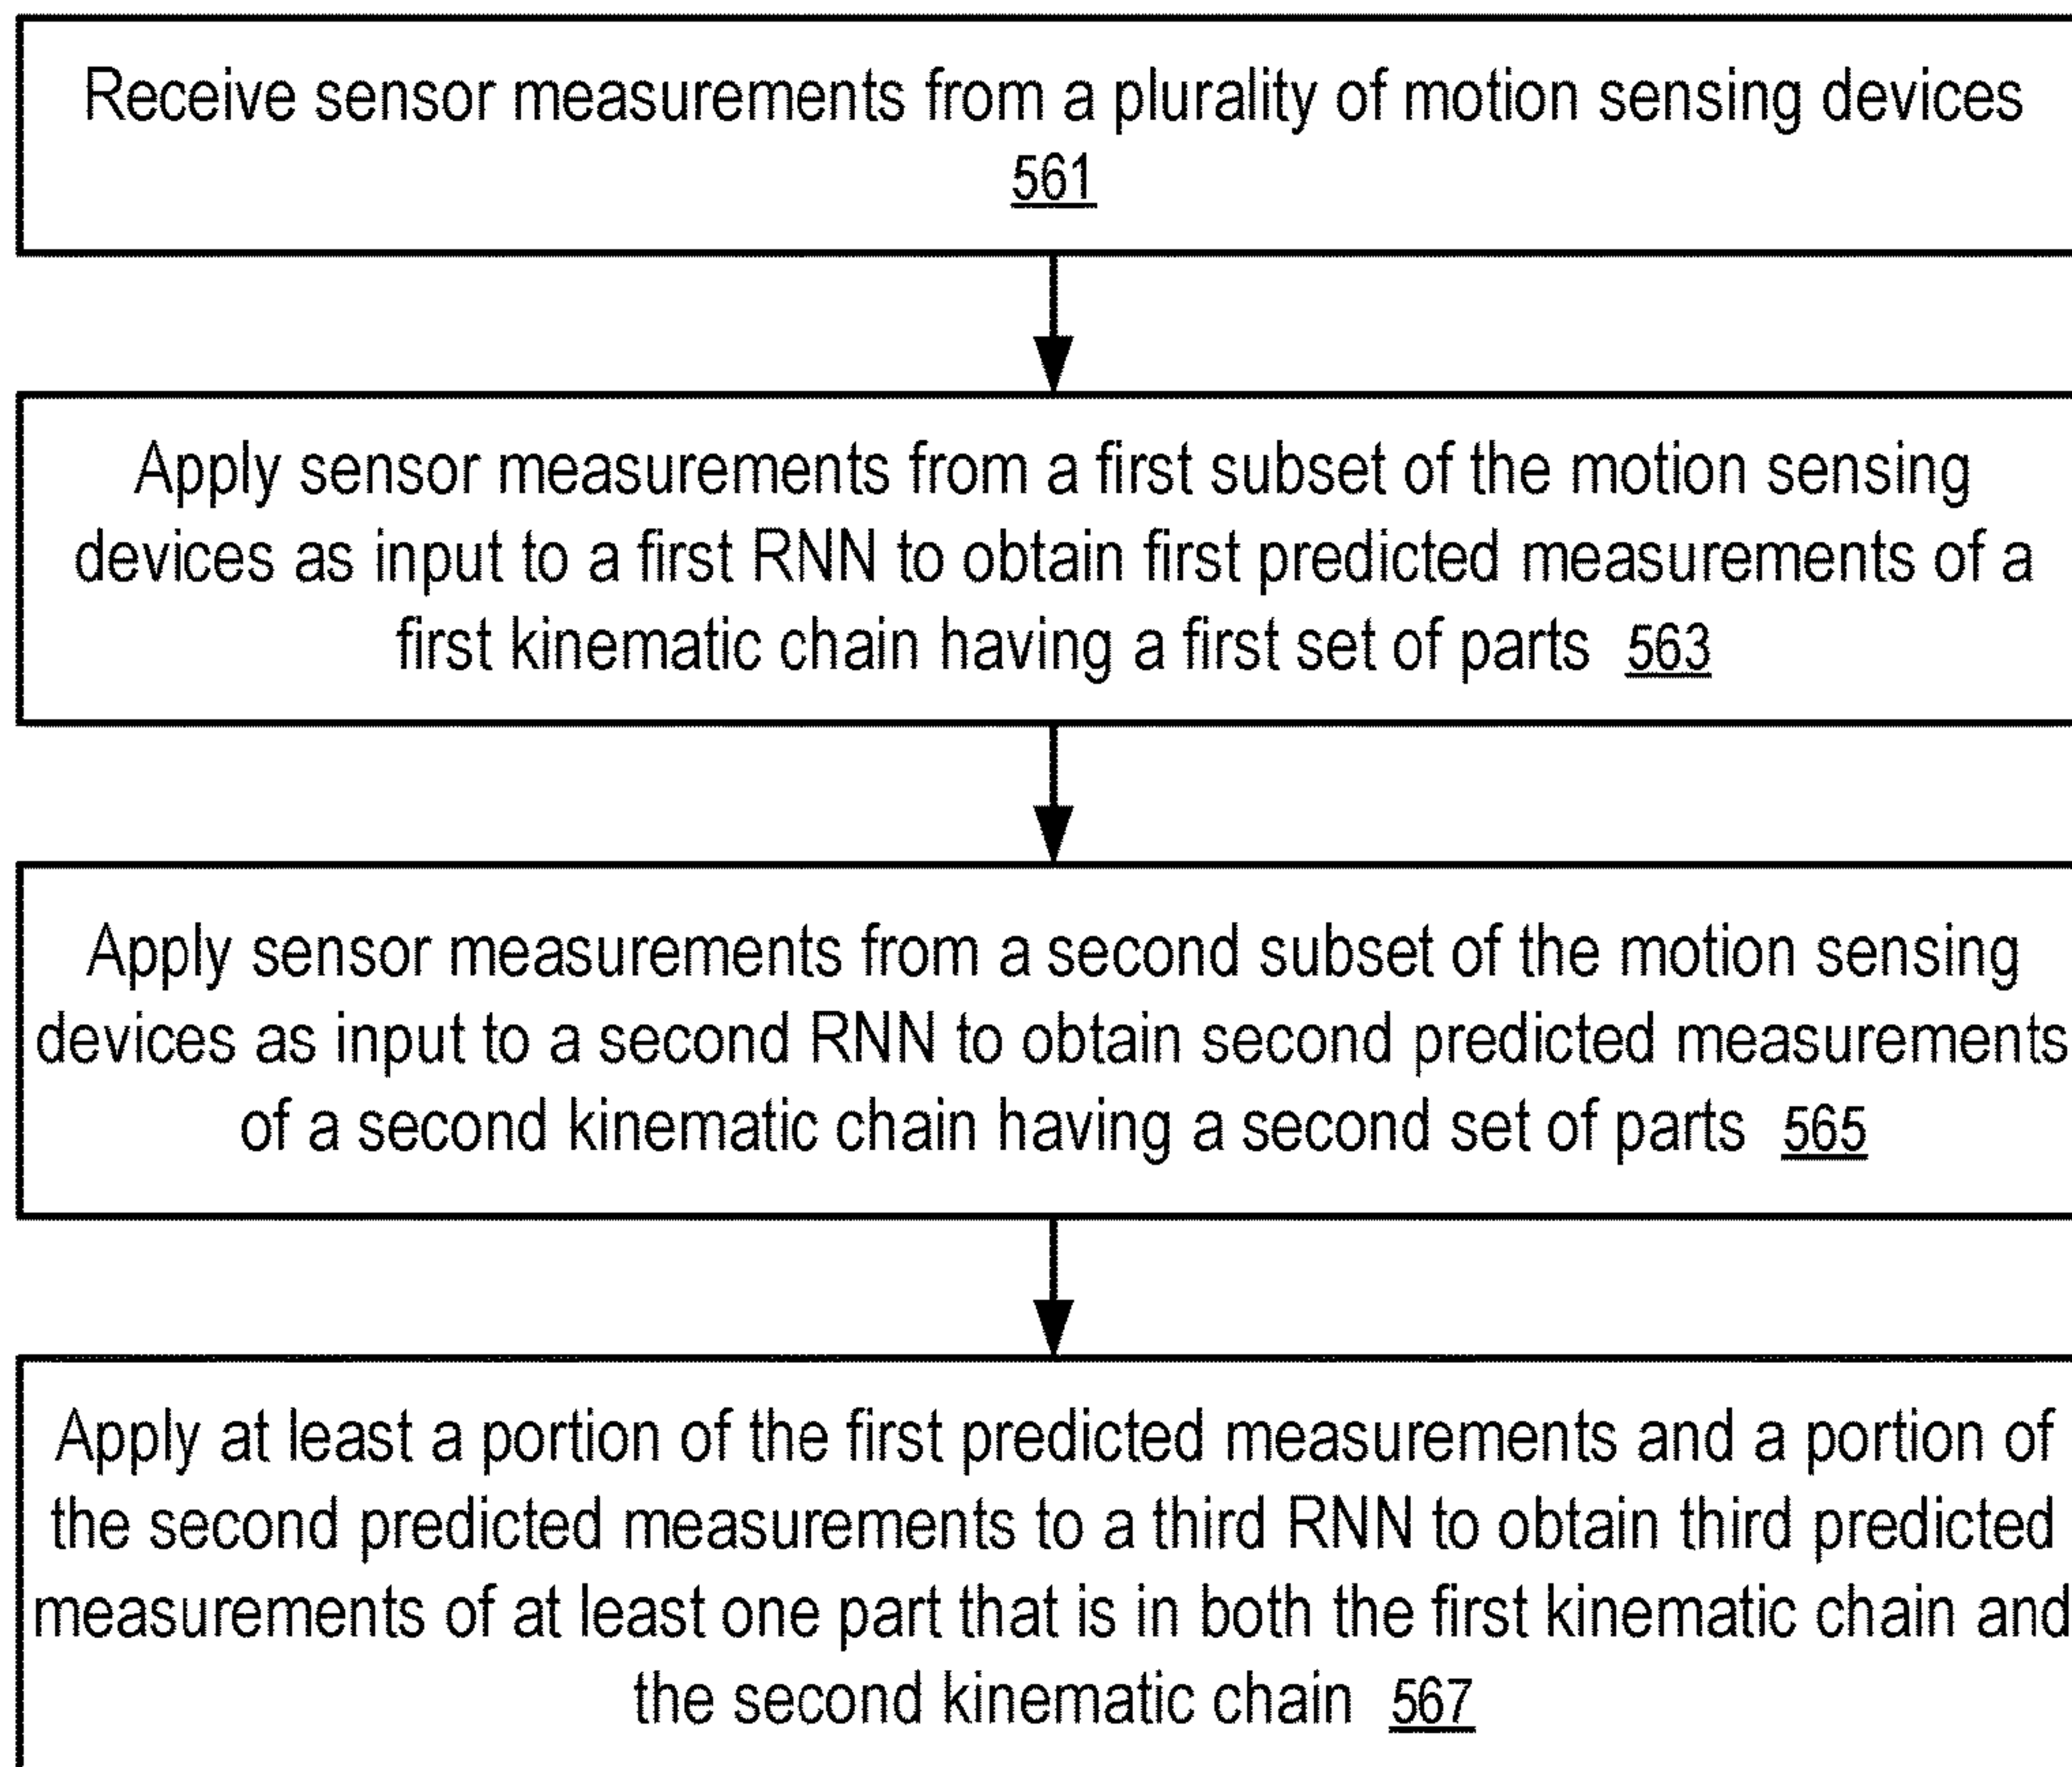 Receive sensor measurements from a plurality of motion sensing devices
561
Apply sensor measurements from a first subset of the motion sensing
devices as input to a first RNN to obtain first predicted measurements of a
first kinematic chain having a first set of parts 563
Apply sensor measurements from a second subset of the motion sensing
devices as input to a second RNN to obtain second predicted measurements
of a second kinematic chain having a second set of parts 565
Apply at least a portion of the first predicted measurements and a portion of
the second predicted measurements to a third RNN to obtain third predicted
measurements of at least one part that is in both the first kinematic chain and
the second kinematic chain 567